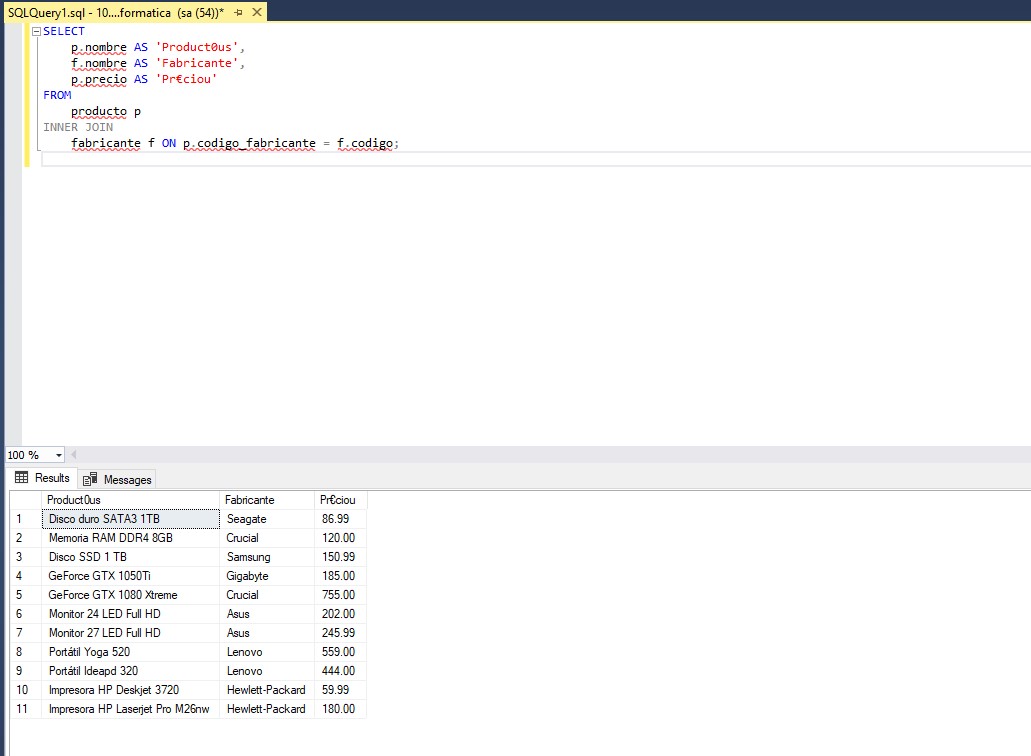 SQLQuery1.sql - 10....formatica (sa (54))*
SELECT
p.nombre AS 'Product0us',
f.nombre AS 'Fabricante',
p.precio AS 'Pr€ciou'
FROM
producto p
INNER JOIN
fabricante f ON p.codigo_fabricante = f.codigo;
100 %
Results Messages
Product0us Fabricante Pr€ciou
1 Disco duro SATA3 1TB Seagate 86.99
2 Memoria RAM DDR4 8GB Crucial 120.00
3 Disco SSD 1 TB Samsung 150.99
4 GeForce GTX 1050Ti Gigabyte 185.00
5 GeForce GTX 1080 Xtreme Crucial 755.00
6 Monitor 24 LED Full HD Asus 202.00
7 Monitor 27 LED Full HD Asus 245.99
8 Portátil Yoga 520 Lenovo 559.00
9 Portátil Ideapd 320 Lenovo 444.00
10 Impresora HP Deskjet 3720 Hewlett-Packard 59.99
11 Impresora HP Laserjet Pro M26nw Hewlett-Packard 180.00